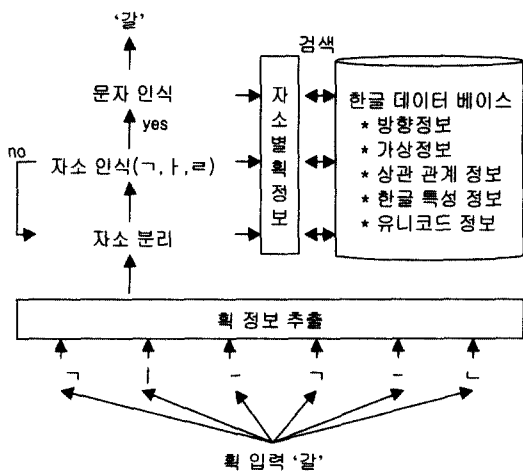 ‘갈’
검색
문자 인식
yes
no
자소 인식(ㄱ,ㅏ,ㄹ)
자소 분리
자소별획정보
한글 데이터 베이스
* 방향정보
* 가상정보
* 상관 관계 정보
* 한글 특성 정보
* 유니코드 정보
획 정보 추출
ㄱ ㅣ - ㄱ - ㄴ
획 입력 ‘갈’